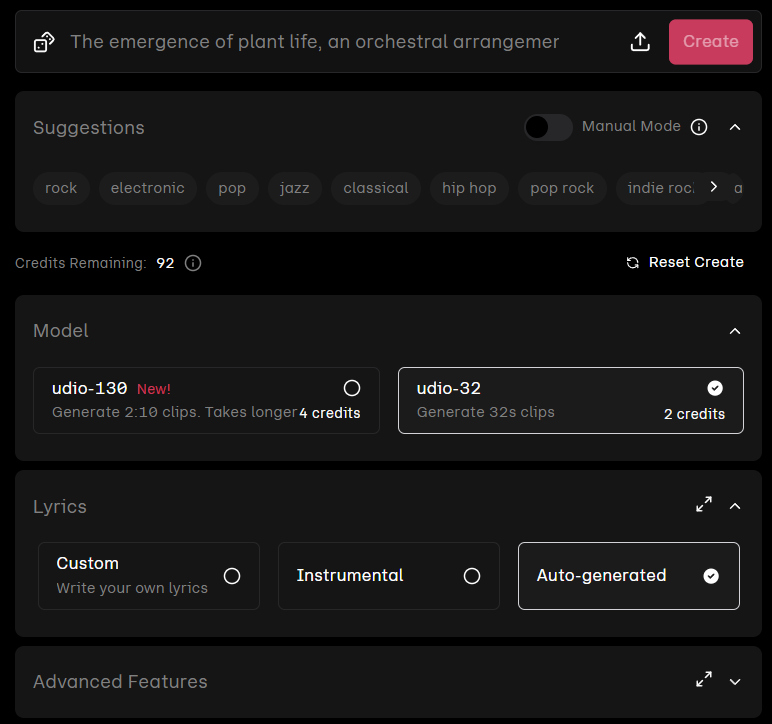 The emergence of plant life, an orchestral arrangemer
Create
Suggestions
Manual Mode
rock electronic pop jazz classical hip hop pop rock indie roc a
Credits Remaining: 92
Reset Create
Model
udio-130 New!
Generate 2:10 clips. Takes longer 4 credits
udio-32
Generate 32s clips
2 credits
Lyrics
Custom
Write your own lyrics
Instrumental
Auto-generated
Advanced Features